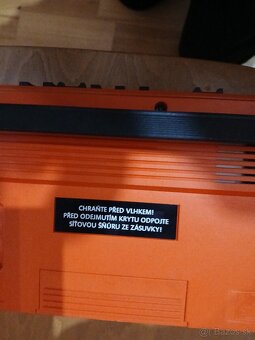 CHRAŇTE PŘED VLHKEM!
PŘED ODEJMUTÍM KRYTU ODPOJTE
SÍŤOVOU ŠŇŮRU ZE ZÁSUVKY!